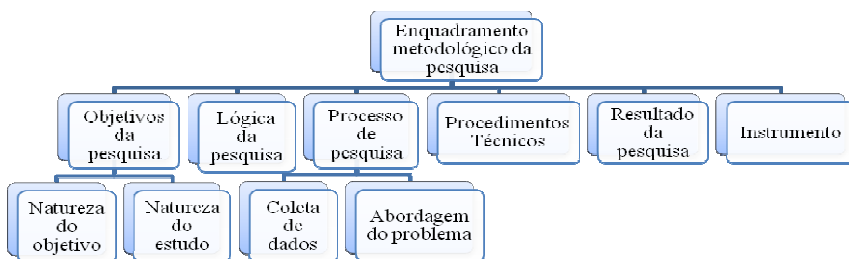 Enquadramento
metodológico da
pesquisa
Objetivos
da
pesquisa
Lógica
da
pesquisa
Processo
de
pesquisa
Procedimentos
Técnicos
Resultado
da
pesquisa
Instrumento
Natureza
do
objetivo
Natureza
do
estudo
Coleta
de
dados
Abordagem
do problema